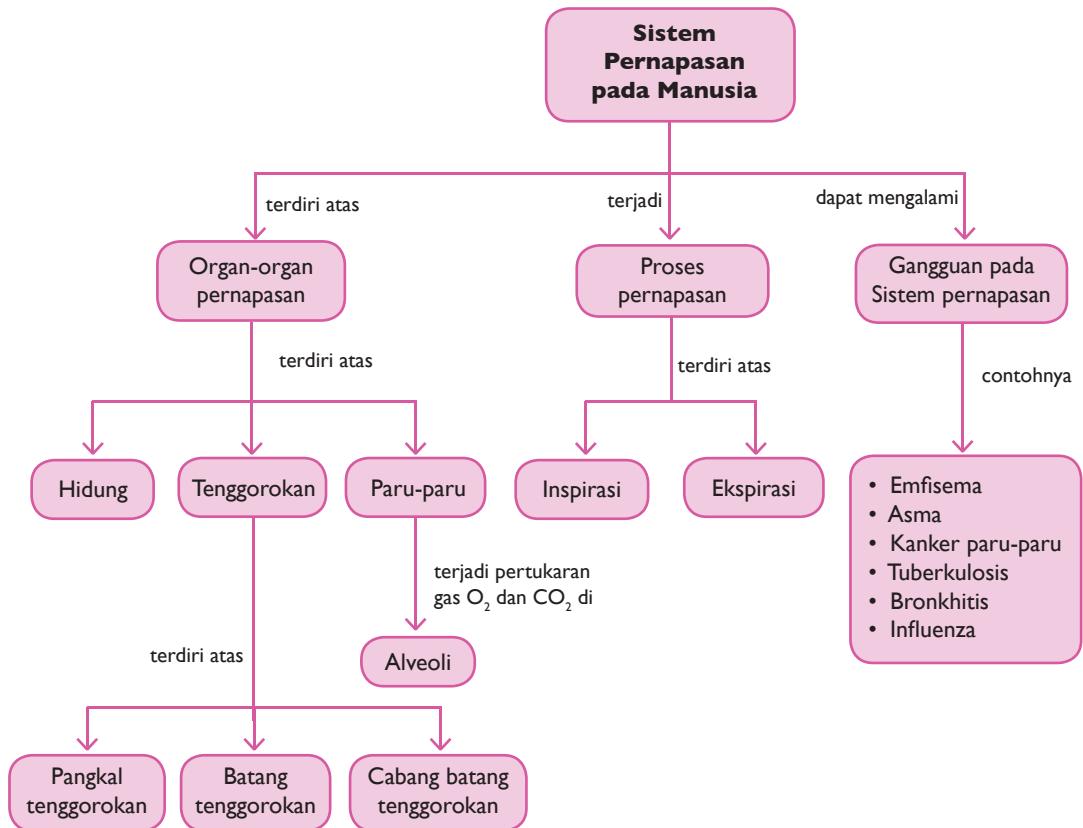 Sistem
Pernapasan
pada Manusia
terdiri atas
terjadi
dapat mengalami
Organ-organ
pernapasan
Proses
pernapasan
Gangguan pada
Sistem pernapasan
terdiri atas
terdiri atas
contohnya
Hidung
Tenggorokan
Paru-paru
Inspirasi
Ekspirasi
• Emfisema
• Asma
• Kanker paru-paru
• Tuberkulosis
• Bronkhitis
• Influenza
terjadi pertukaran
gas O₂ dan CO₂ di
Alveoli
terdiri atas
Pangkal
tenggorokan
Batang
tenggorokan
Cabang batang
tenggorokan